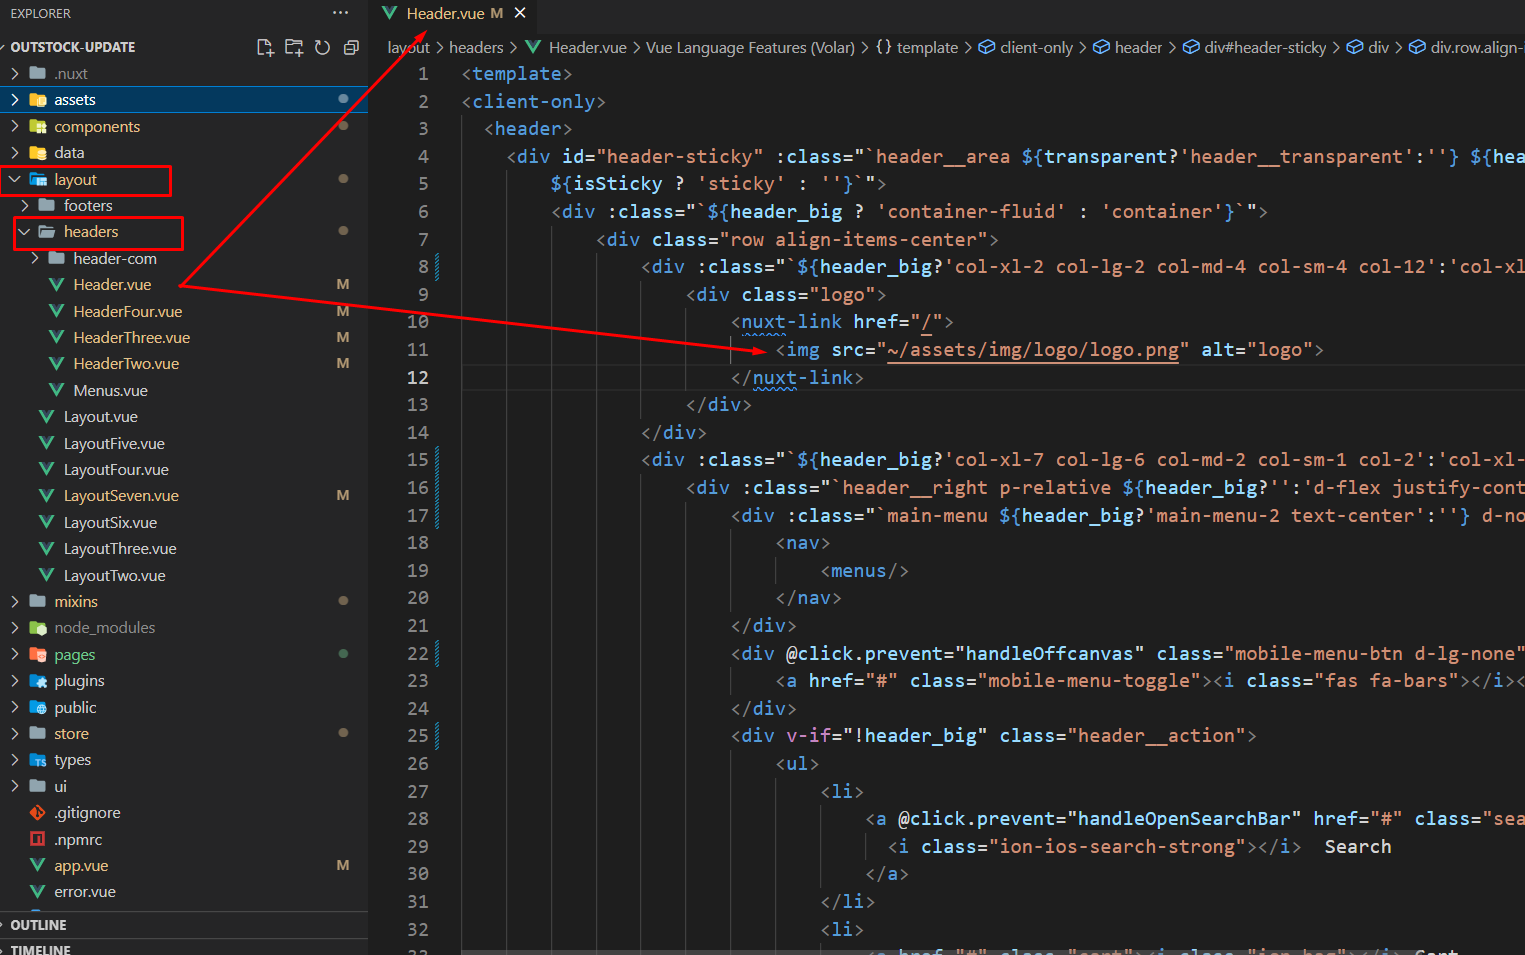 EXPLORER
OUTSTOCK-UPDATE
.nuxt
assets
components
data
layout
footers
headers
header-com
Header.vue M
HeaderFour.vue M
HeaderThree.vue M
HeaderTwo.vue M
Menus.vue
Layout.vue
LayoutFive.vue
LayoutFour.vue
LayoutSeven.vue M
LayoutSix.vue
LayoutThree.vue
LayoutTwo.vue
mixins
node_modules
pages
plugins
public
store
types
ui
.gitignore
.npmrc
app.vue M
error.vue
OUTLINE
TIMELINE
Header.vue M
layout > headers > Header.vue > Vue Language Features (Volar) > {} template > client-only > header > div#header-sticky > div > div.row.align-
1 <template>
2 <client-only>
3 <header>
4 <div id="header-sticky" :class="`header__area ${transparent?'header__transparent':''} ${hea
5 ${isSticky ? 'sticky' : ''}`">
6 <div :class="`${header_big ? 'container-fluid' : 'container'}`">
7 <div class="row align-items-center">
8 <div :class="`${header_big?'col-xl-2 col-lg-2 col-md-4 col-sm-4 col-12':'col-xl
9 <div class="logo">
10 <nuxt-link href="/">
11 <img src="~/assets/img/logo/logo.png" alt="logo">
12 </nuxt-link>
13 </div>
14 </div>
15 <div :class="`${header_big?'col-xl-7 col-lg-6 col-md-2 col-sm-1 col-2':'col-xl-
16 <div :class="`header__right p-relative ${header_big?'':'d-flex justify-cont
17 <div :class="`main-menu ${header_big?'main-menu-2 text-center':''} d-no
18 <nav>
19 <menus/>
20 </nav>
21 </div>
22 <div @click.prevent="handleOffcanvas" class="mobile-menu-btn d-lg-none"
23 <a href="#" class="mobile-menu-toggle"><i class="fas fa-bars"></i><
24 </div>
25 <div v-if="!header_big" class="header__action">
26 <ul>
27 <li>
28 <a @click.prevent="handleOpenSearchBar" href="#" class="sea
29 <i class="ion-ios-search-strong"></i> Search
30 </a>
31 </li>
32 <li>